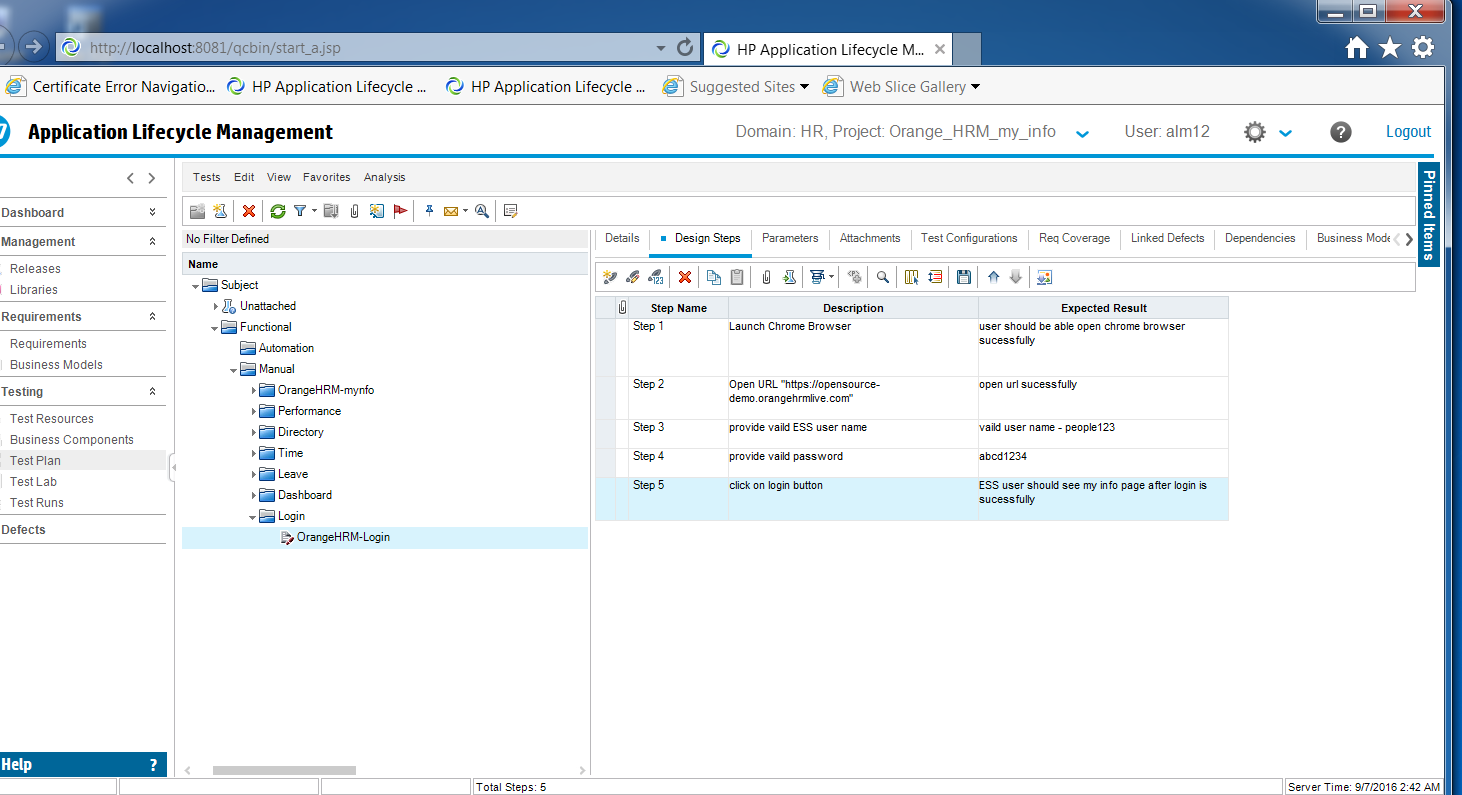 http://localhost:8081/qcbin/start_a.jsp
HP Application Lifecycle M...
Certificate Error Navigatio...
HP Application Lifecycle ...
HP Application Lifecycle ...
Suggested Sites
Web Slice Gallery
Application Lifecycle Management
Domain: HR, Project: Orange_HRM_my_info
User: alm12
?
Logout
Pinned Items
Dashboard
Management
Releases
Libraries
Requirements
Requirements
Business Models
Testing
Test Resources
Business Components
Test Plan
Test Lab
Test Runs
Defects
Help ?
Tests Edit View Favorites Analysis
No Filter Defined
Name
Subject
Unattached
Functional
Automation
Manual
OrangeHRM-mynfo
Performance
Directory
Time
Leave
Dashboard
Login
OrangeHRM-Login
Details Design Steps Parameters Attachments Test Configurations Req Coverage Linked Defects Dependencies Business Mode
Step Name Description Expected Result
Step 1 Launch Chrome Browser user should be able open chrome browser
sucessfully
Step 2 Open URL "https://opensource- open url sucessfully
demo.orangehrmlive.com"
Step 3 provide vaild ESS user name vaild user name - people123
Step 4 provide vaild password abcd1234
Step 5 click on login button ESS user should see my info page after login is
sucessfully
Total Steps: 5
Server Time: 9/7/2016 2:42 AM